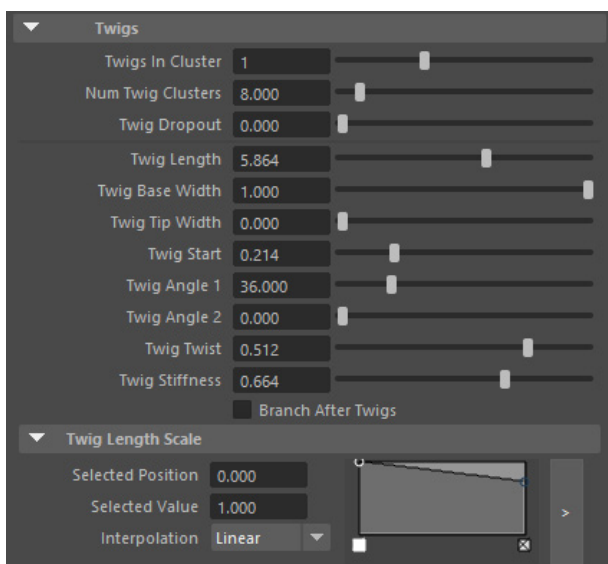 Twigs
Twigs In Cluster 1
Num Twig Clusters 8.000
Twig Dropout 0.000
Twig Length 5.864
Twig Base Width 1.000
Twig Tip Width 0.000
Twig Start 0.214
Twig Angle 1 36.000
Twig Angle 2 0.000
Twig Twist 0.512
Twig Stiffness 0.664
Branch After Twigs
Twig Length Scale
Selected Position 0.000
Selected Value 1.000
>
Interpolation Linear